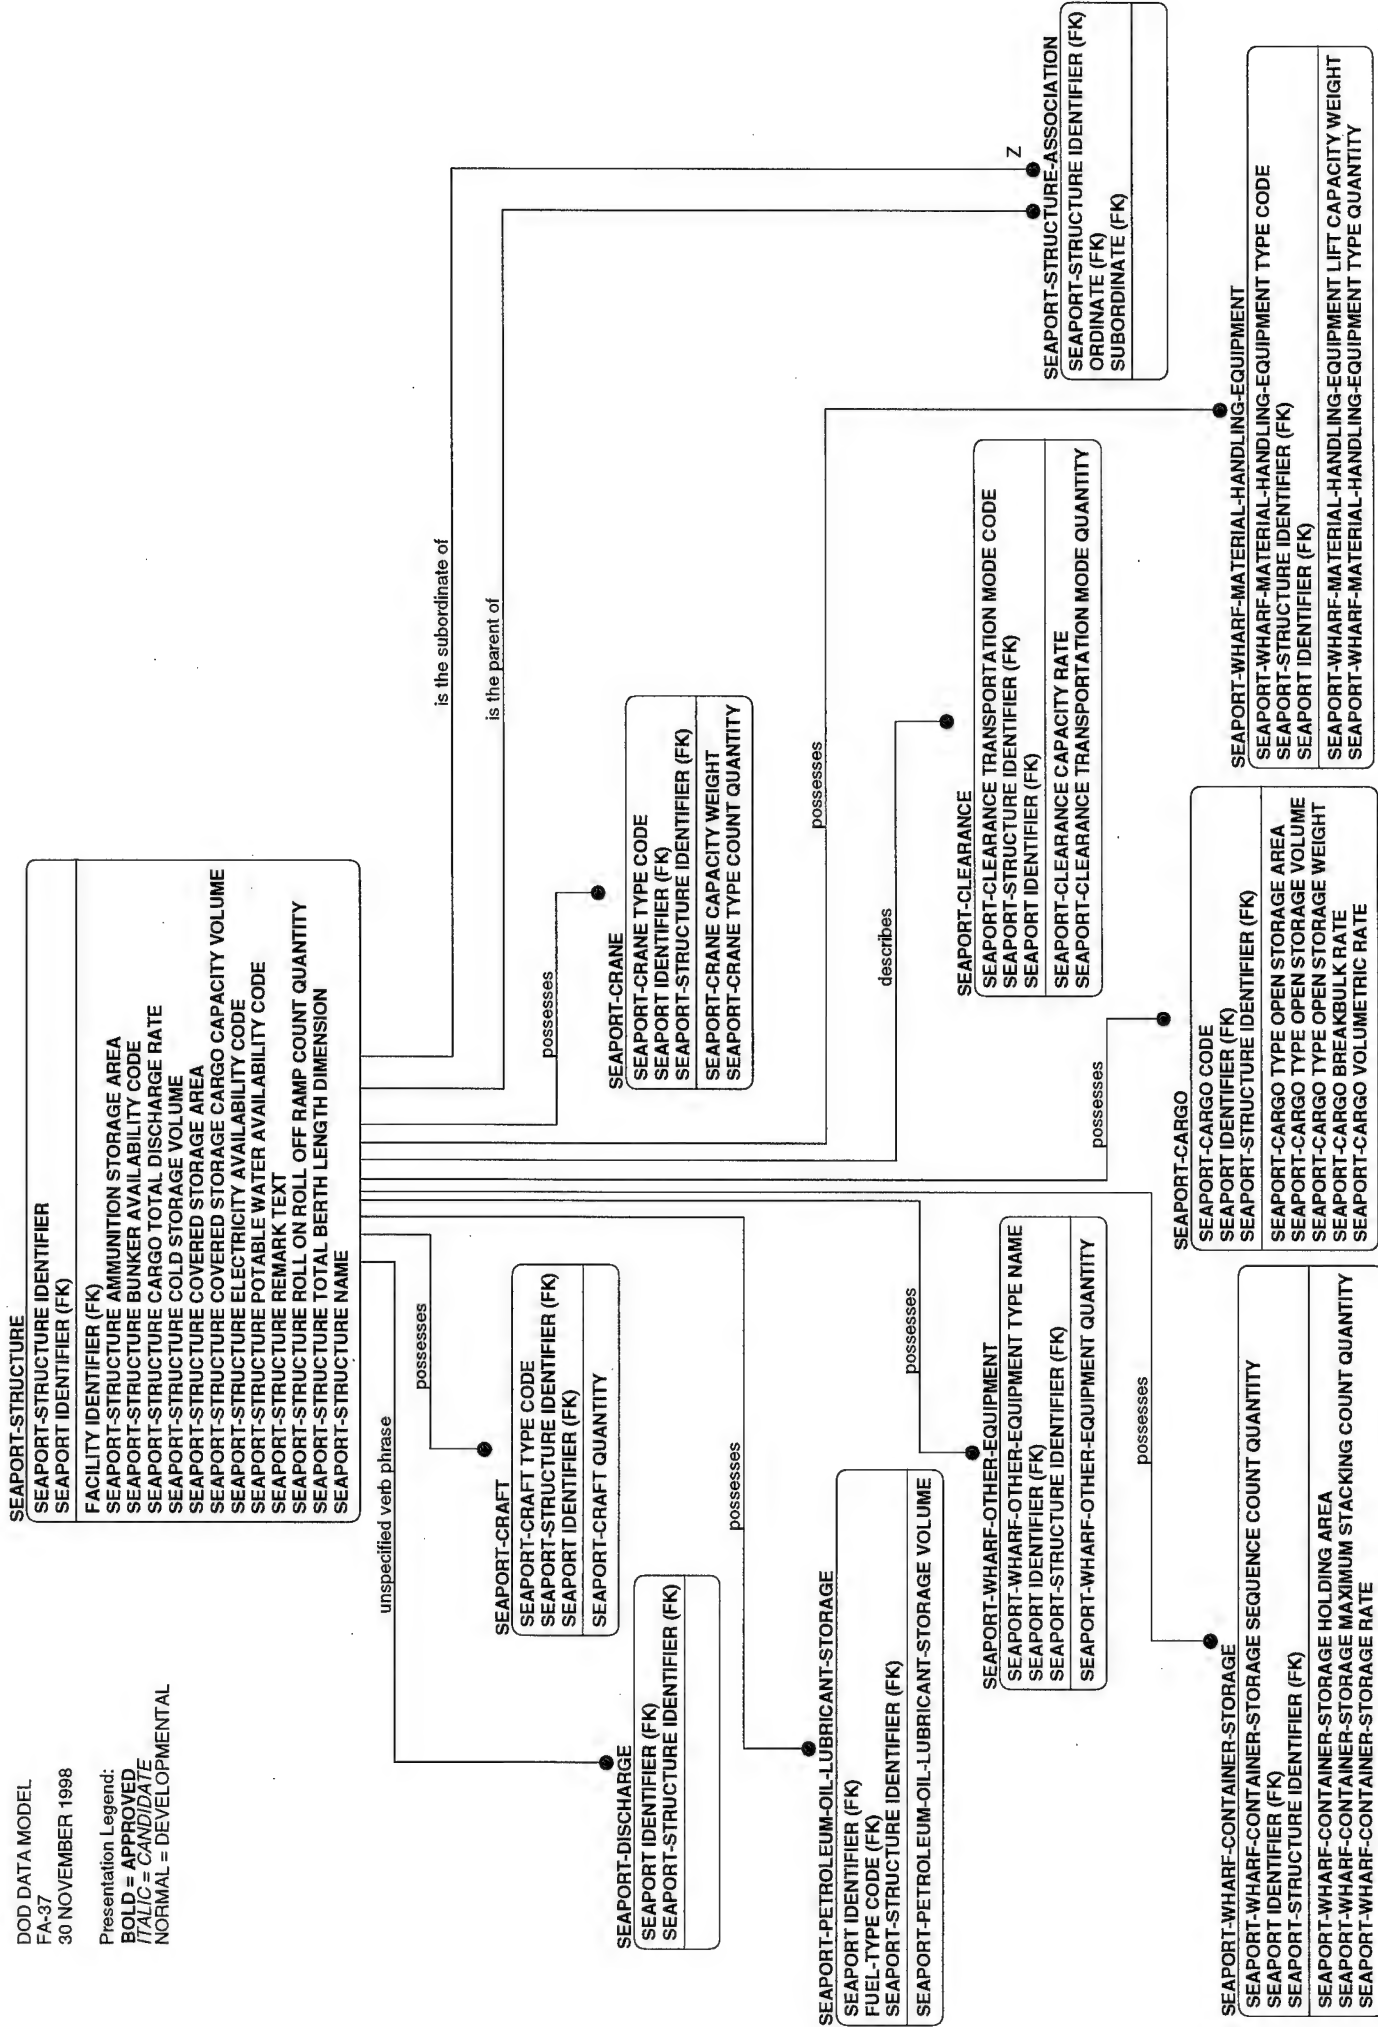 DOD DATA MODEL
FA-37
30 NOVEMBER 1998
Presentation Legend:
BOLD = APPROVED
ITALIC = CANDIDATE
NORMAL = DEVELOPMENTAL
SEAPORT-STRUCTURE
SEAPORT-STRUCTURE IDENTIFIER
SEAPORT IDENTIFIER (FK)
FACILITY IDENTIFIER (FK)
SEAPORT-STRUCTURE AMMUNITION STORAGE AREA
SEAPORT-STRUCTURE BUNKER AVAILABILITY CODE
SEAPORT-STRUCTURE CARGO TOTAL DISCHARGE RATE
SEAPORT-STRUCTURE COLD STORAGE VOLUME
SEAPORT-STRUCTURE COVERED STORAGE AREA
SEAPORT-STRUCTURE COVERED STORAGE CARGO CAPACITY VOLUME
SEAPORT-STRUCTURE ELECTRICITY AVAILABILITY CODE
SEAPORT-STRUCTURE POTABLE WATER AVAILABILITY CODE
SEAPORT-STRUCTURE REMARK TEXT
SEAPORT-STRUCTURE ROLL ON ROLL OFF RAMP COUNT QUANTITY
SEAPORT-STRUCTURE TOTAL BERTH LENGTH DIMENSION
SEAPORT-STRUCTURE NAME
unspecified verb phrase
possesses
possesses
is the subordinate of
is the parent of
SEAPORT-CRAFT
SEAPORT-CRAFT TYPE CODE
SEAPORT-STRUCTURE IDENTIFIER (FK)
SEAPORT IDENTIFIER (FK)
SEAPORT-CRAFT QUANTITY
SEAPORT-DISCHARGE
SEAPORT IDENTIFIER (FK)
SEAPORT-STRUCTURE IDENTIFIER (FK)
SEAPORT-CRANE
SEAPORT-CRANE TYPE CODE
SEAPORT IDENTIFIER (FK)
SEAPORT-STRUCTURE IDENTIFIER (FK)
SEAPORT-CRANE CAPACITY WEIGHT
SEAPORT-CRANE TYPE COUNT QUANTITY
possesses
possesses
SEAPORT-PETROLEUM-OIL-LUBRICANT-STORAGE
SEAPORT IDENTIFIER (FK)
FUEL-TYPE CODE (FK)
SEAPORT-STRUCTURE IDENTIFIER (FK)
SEAPORT-PETROLEUM-OIL-LUBRICANT-STORAGE VOLUME
possesses
describes
SEAPORT-WHARF-OTHER-EQUIPMENT
SEAPORT-WHARF-OTHER-EQUIPMENT TYPE NAME
SEAPORT IDENTIFIER (FK)
SEAPORT-STRUCTURE IDENTIFIER (FK)
SEAPORT-WHARF-OTHER-EQUIPMENT QUANTITY
SEAPORT-CLEARANCE
SEAPORT-CLEARANCE TRANSPORTATION MODE CODE
SEAPORT-STRUCTURE IDENTIFIER (FK)
SEAPORT IDENTIFIER (FK)
SEAPORT-CLEARANCE CAPACITY RATE
SEAPORT-CLEARANCE TRANSPORTATION MODE QUANTITY
Z
SEAPORT-STRUCTURE-ASSOCIATION
SEAPORT-STRUCTURE IDENTIFIER (FK)
ORDINATE (FK)
SUBORDINATE (FK)
possesses
possesses
SEAPORT-WHARF-CONTAINER-STORAGE
SEAPORT-WHARF-CONTAINER-STORAGE SEQUENCE COUNT QUANTITY
SEAPORT IDENTIFIER (FK)
SEAPORT-STRUCTURE IDENTIFIER (FK)
SEAPORT-WHARF-CONTAINER-STORAGE HOLDING AREA
SEAPORT-WHARF-CONTAINER-STORAGE MAXIMUM STACKING COUNT QUANTITY
SEAPORT-WHARF-CONTAINER-STORAGE RATE
SEAPORT-CARGO
SEAPORT-CARGO CODE
SEAPORT IDENTIFIER (FK)
SEAPORT-STRUCTURE IDENTIFIER (FK)
SEAPORT-CARGO TYPE OPEN STORAGE AREA
SEAPORT-CARGO TYPE OPEN STORAGE VOLUME
SEAPORT-CARGO TYPE OPEN STORAGE WEIGHT
SEAPORT-CARGO BREAKBULK RATE
SEAPORT-CARGO VOLUMETRIC RATE
SEAPORT-WHARF-MATERIAL-HANDLING-EQUIPMENT
SEAPORT-WHARF-MATERIAL-HANDLING-EQUIPMENT TYPE CODE
SEAPORT-STRUCTURE IDENTIFIER (FK)
SEAPORT IDENTIFIER (FK)
SEAPORT-WHARF-MATERIAL-HANDLING-EQUIPMENT LIFT CAPACITY WEIGHT
SEAPORT-WHARF-MATERIAL-HANDLING-EQUIPMENT TYPE QUANTITY